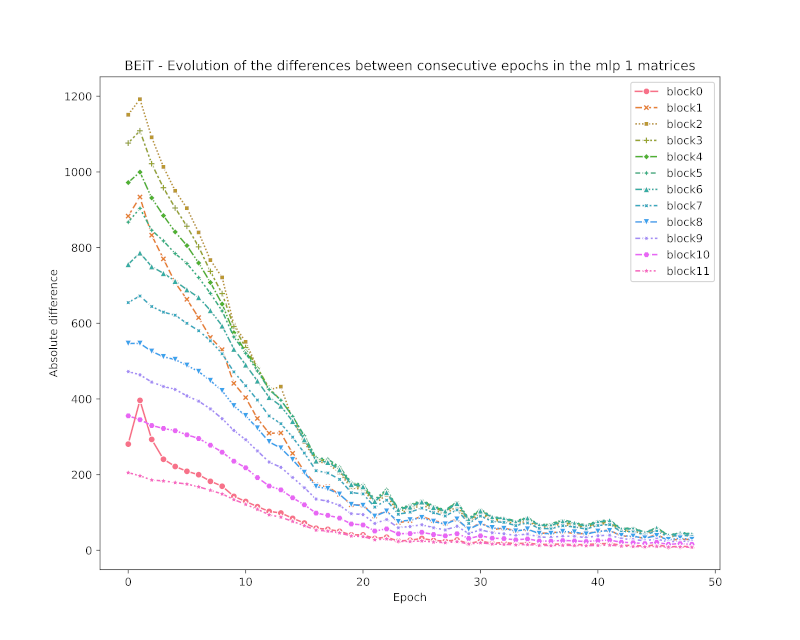 BEiT - Evolution of the differences between consecutive epochs in the mlp 1 matrices
1200
1000
800
600
400
200
0
Absolute difference
0 10 20 30 40 50
Epoch
block0
block1
block2
block3
block4
block5
block6
block7
block8
block9
block10
block11